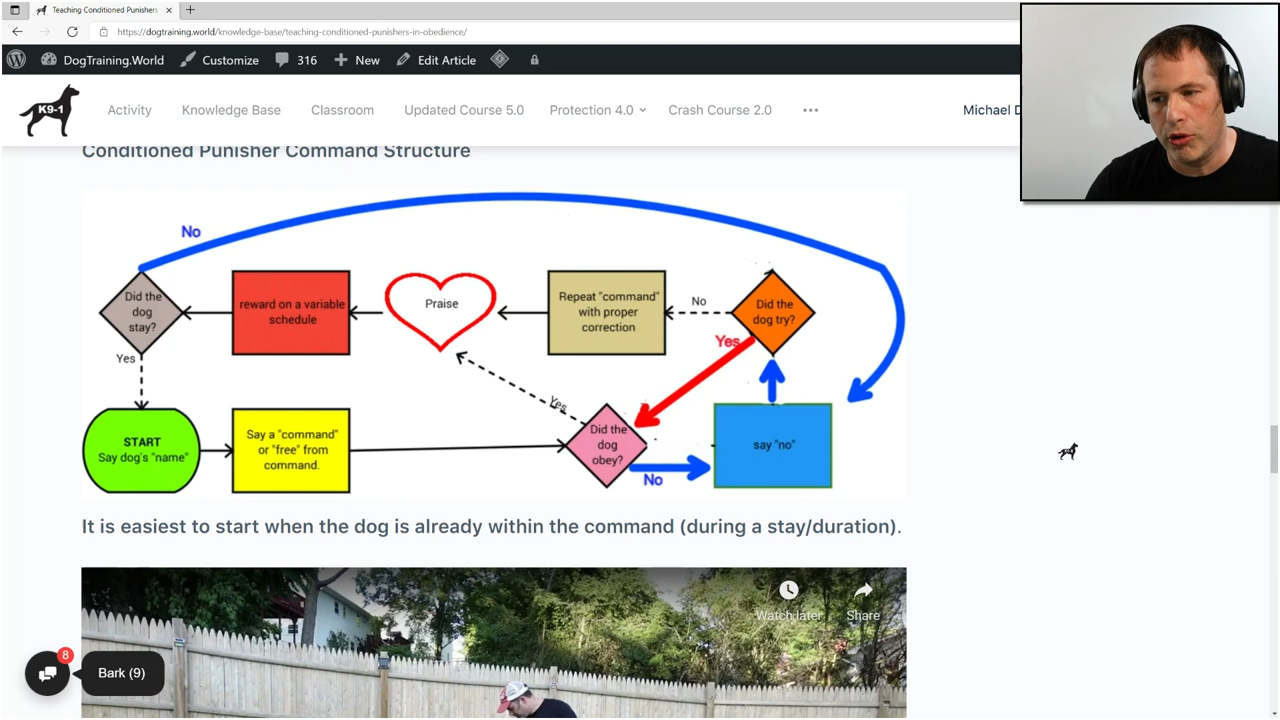 Teaching Conditioned Punishers
https://dogtraining.world/knowledge-base/teaching-conditioned-punishers-in-obedience/
DogTraining.World
Customize
316
New
Edit Article
K9-1
Activity
Knowledge Base
Classroom
Updated Course 5.0
Protection 4.0
Crash Course 2.0
Michael D
Conditioned Punisher Command Structure
No
Did the
dog
stay?
reward on a variable
schedule
Praise
Repeat "command"
with proper
correction
No
Did the
dog try?
Yes
Yes
Yes
START
Say dog's "name"
Say a "command"
or "free" from
command.
Did the
dog
obey?
No
say "no"
It is easiest to start when the dog is already within the command (during a stay/duration).
Watch later
Share
8
Bark (9)